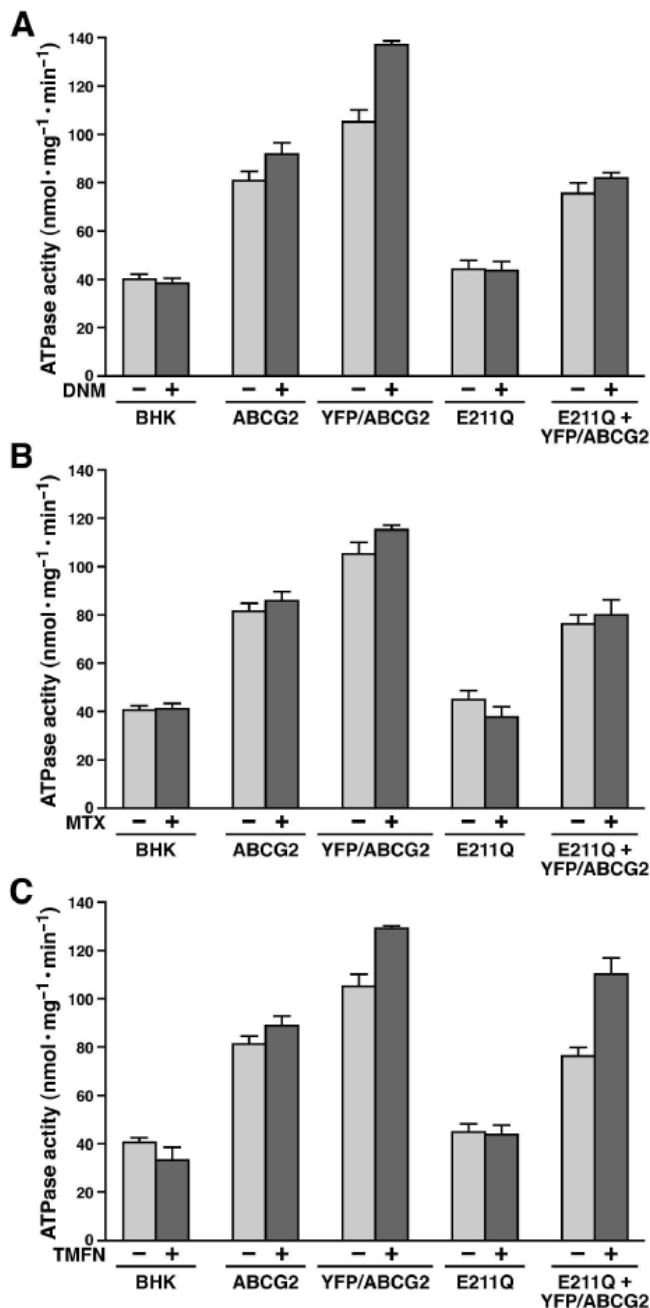 A
ATPase actity (nmol·mg⁻¹·min⁻¹)
140
120
100
80
60
40
20
0
DNM − + − + − + − + − +
BHK ABCG2 YFP/ABCG2 E211Q E211Q +
YFP/ABCG2
B
ATPase actity (nmol·mg⁻¹·min⁻¹)
140
120
100
80
60
40
20
0
MTX − + − + − + − + − +
BHK ABCG2 YFP/ABCG2 E211Q E211Q +
YFP/ABCG2
C
ATPase actity (nmol·mg⁻¹·min⁻¹)
140
120
100
80
60
40
20
0
TMFN − + − + − + − + − +
BHK ABCG2 YFP/ABCG2 E211Q E211Q +
YFP/ABCG2